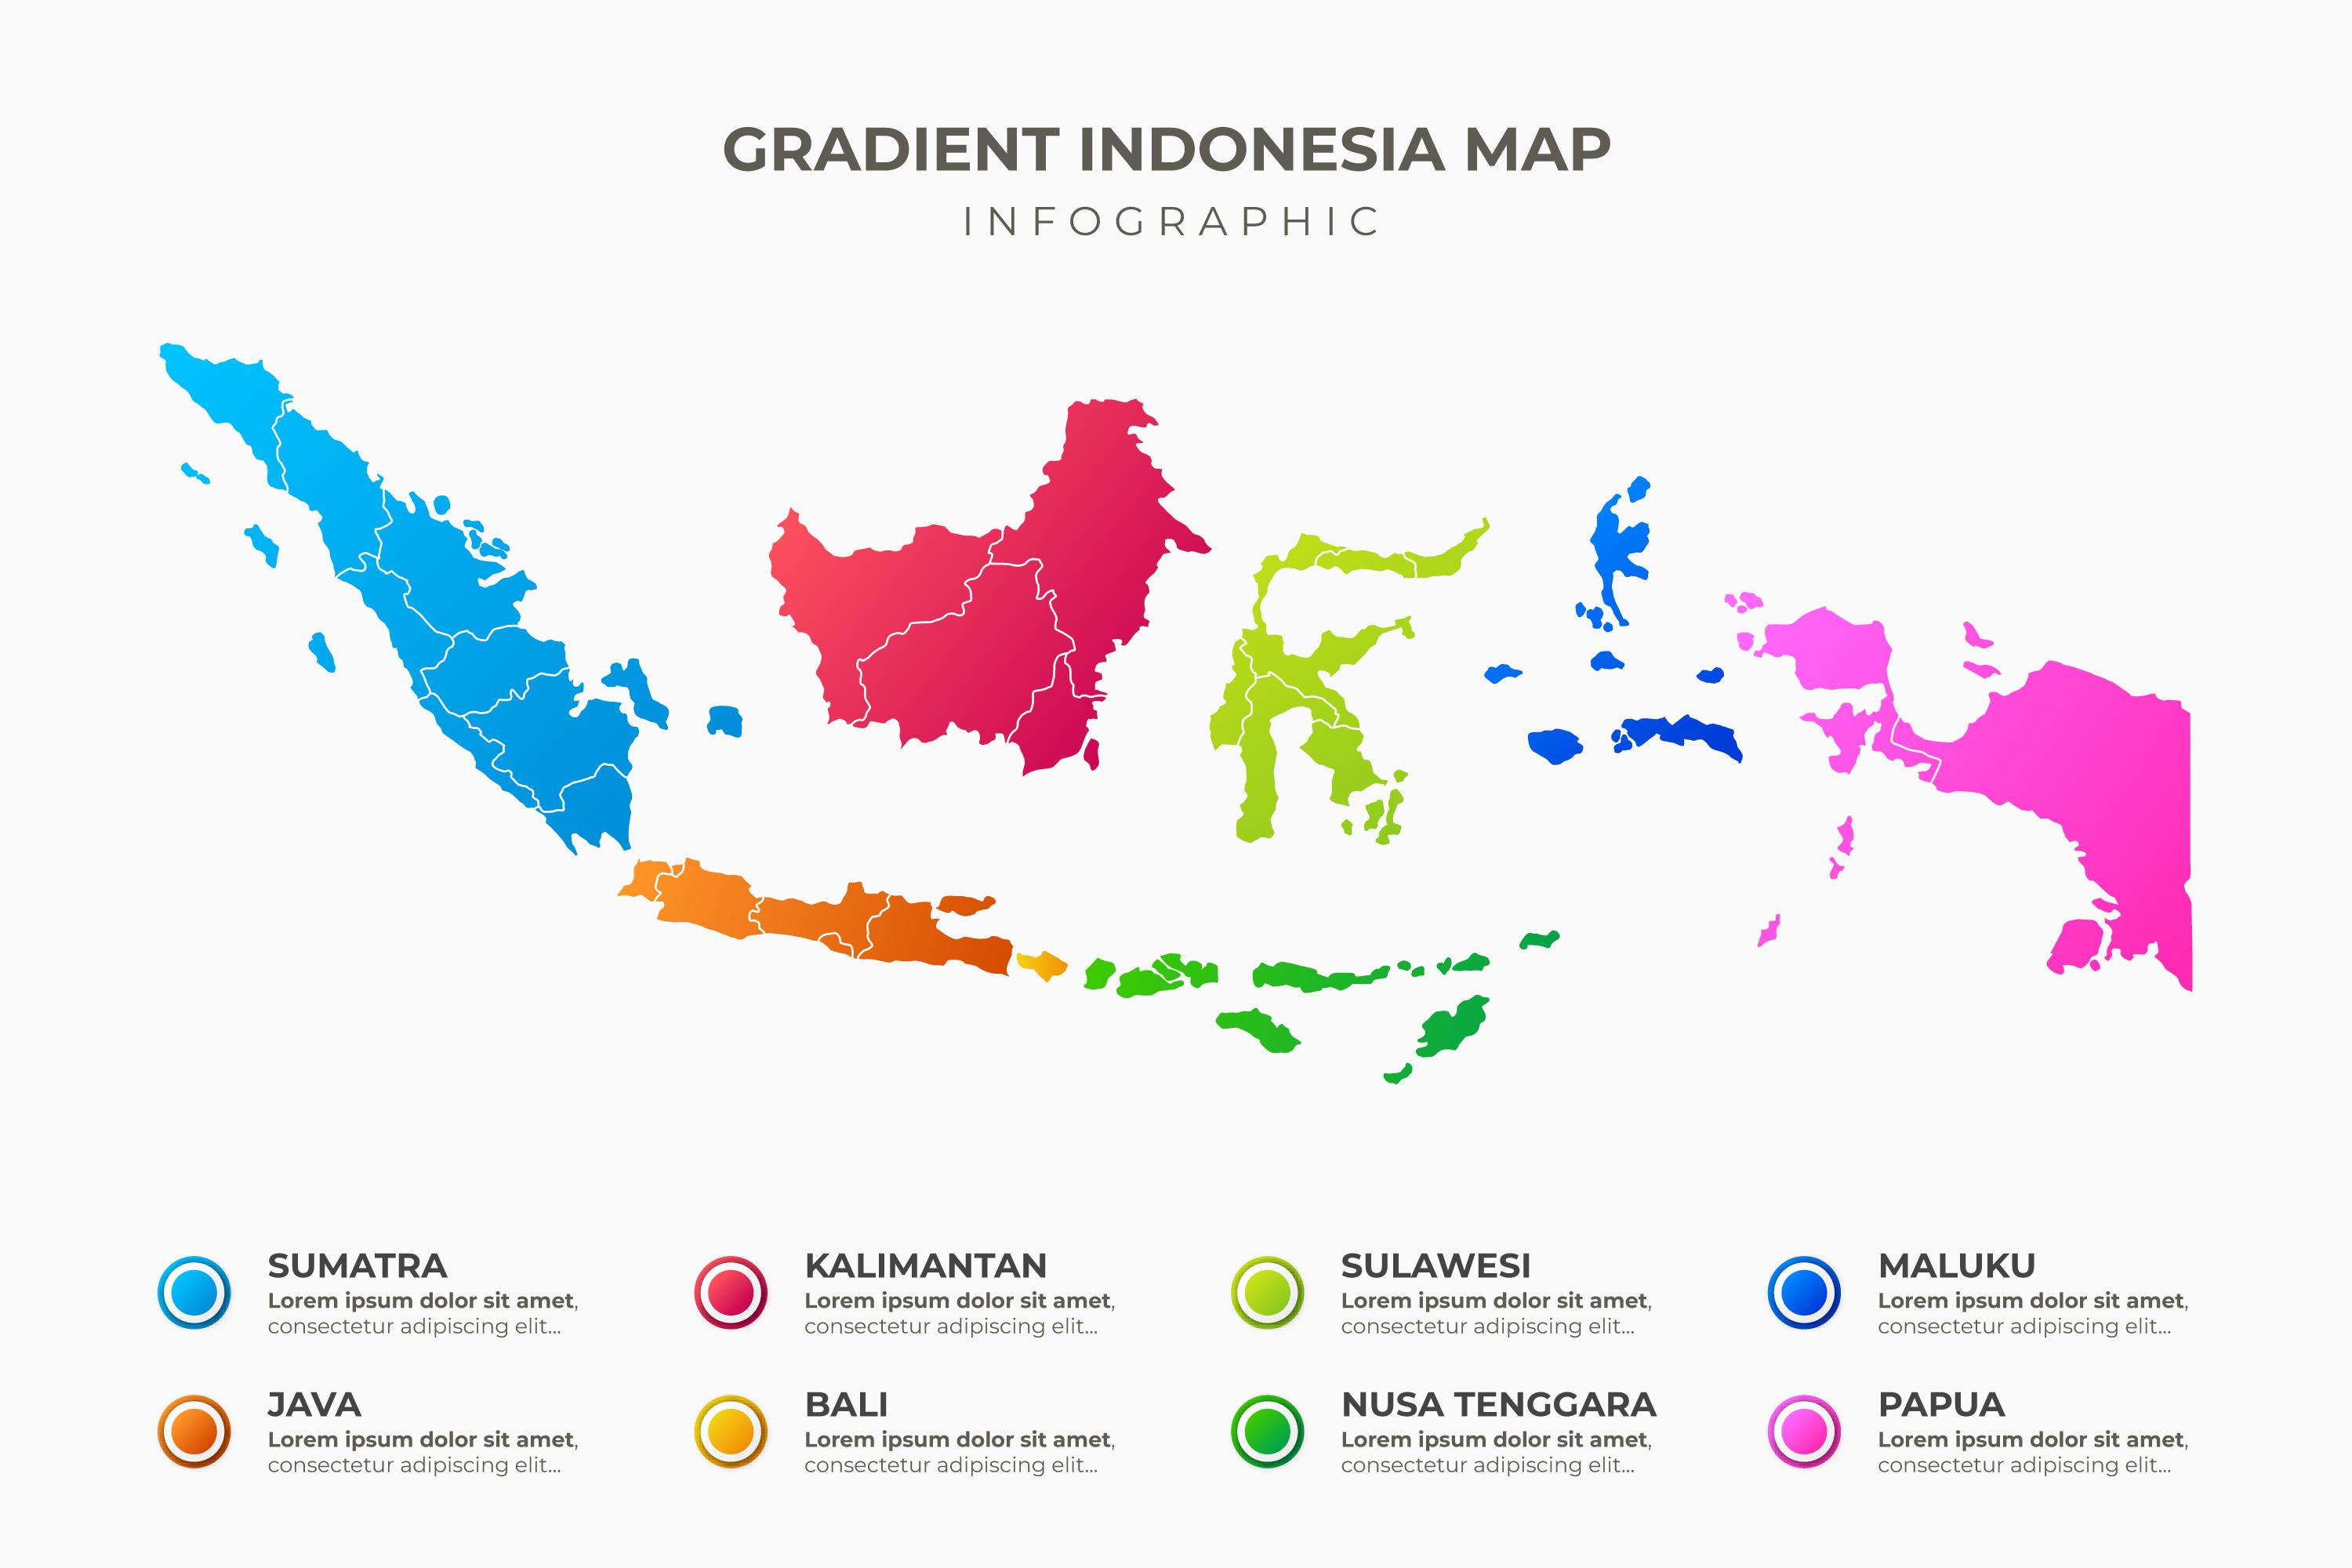 GRADIENT INDONESIA MAP
INFOGRAPHIC
SUMATRA
Lorem ipsum dolor sit amet,
consectetur adipiscing elit...
KALIMANTAN
Lorem ipsum dolor sit amet,
consectetur adipiscing elit...
SULAWESI
Lorem ipsum dolor sit amet,
consectetur adipiscing elit...
MALUKU
Lorem ipsum dolor sit amet,
consectetur adipiscing elit...
JAVA
Lorem ipsum dolor sit amet,
consectetur adipiscing elit...
BALI
Lorem ipsum dolor sit amet,
consectetur adipiscing elit...
NUSA TENGGARA
Lorem ipsum dolor sit amet,
consectetur adipiscing elit...
PAPUA
Lorem ipsum dolor sit amet,
consectetur adipiscing elit...